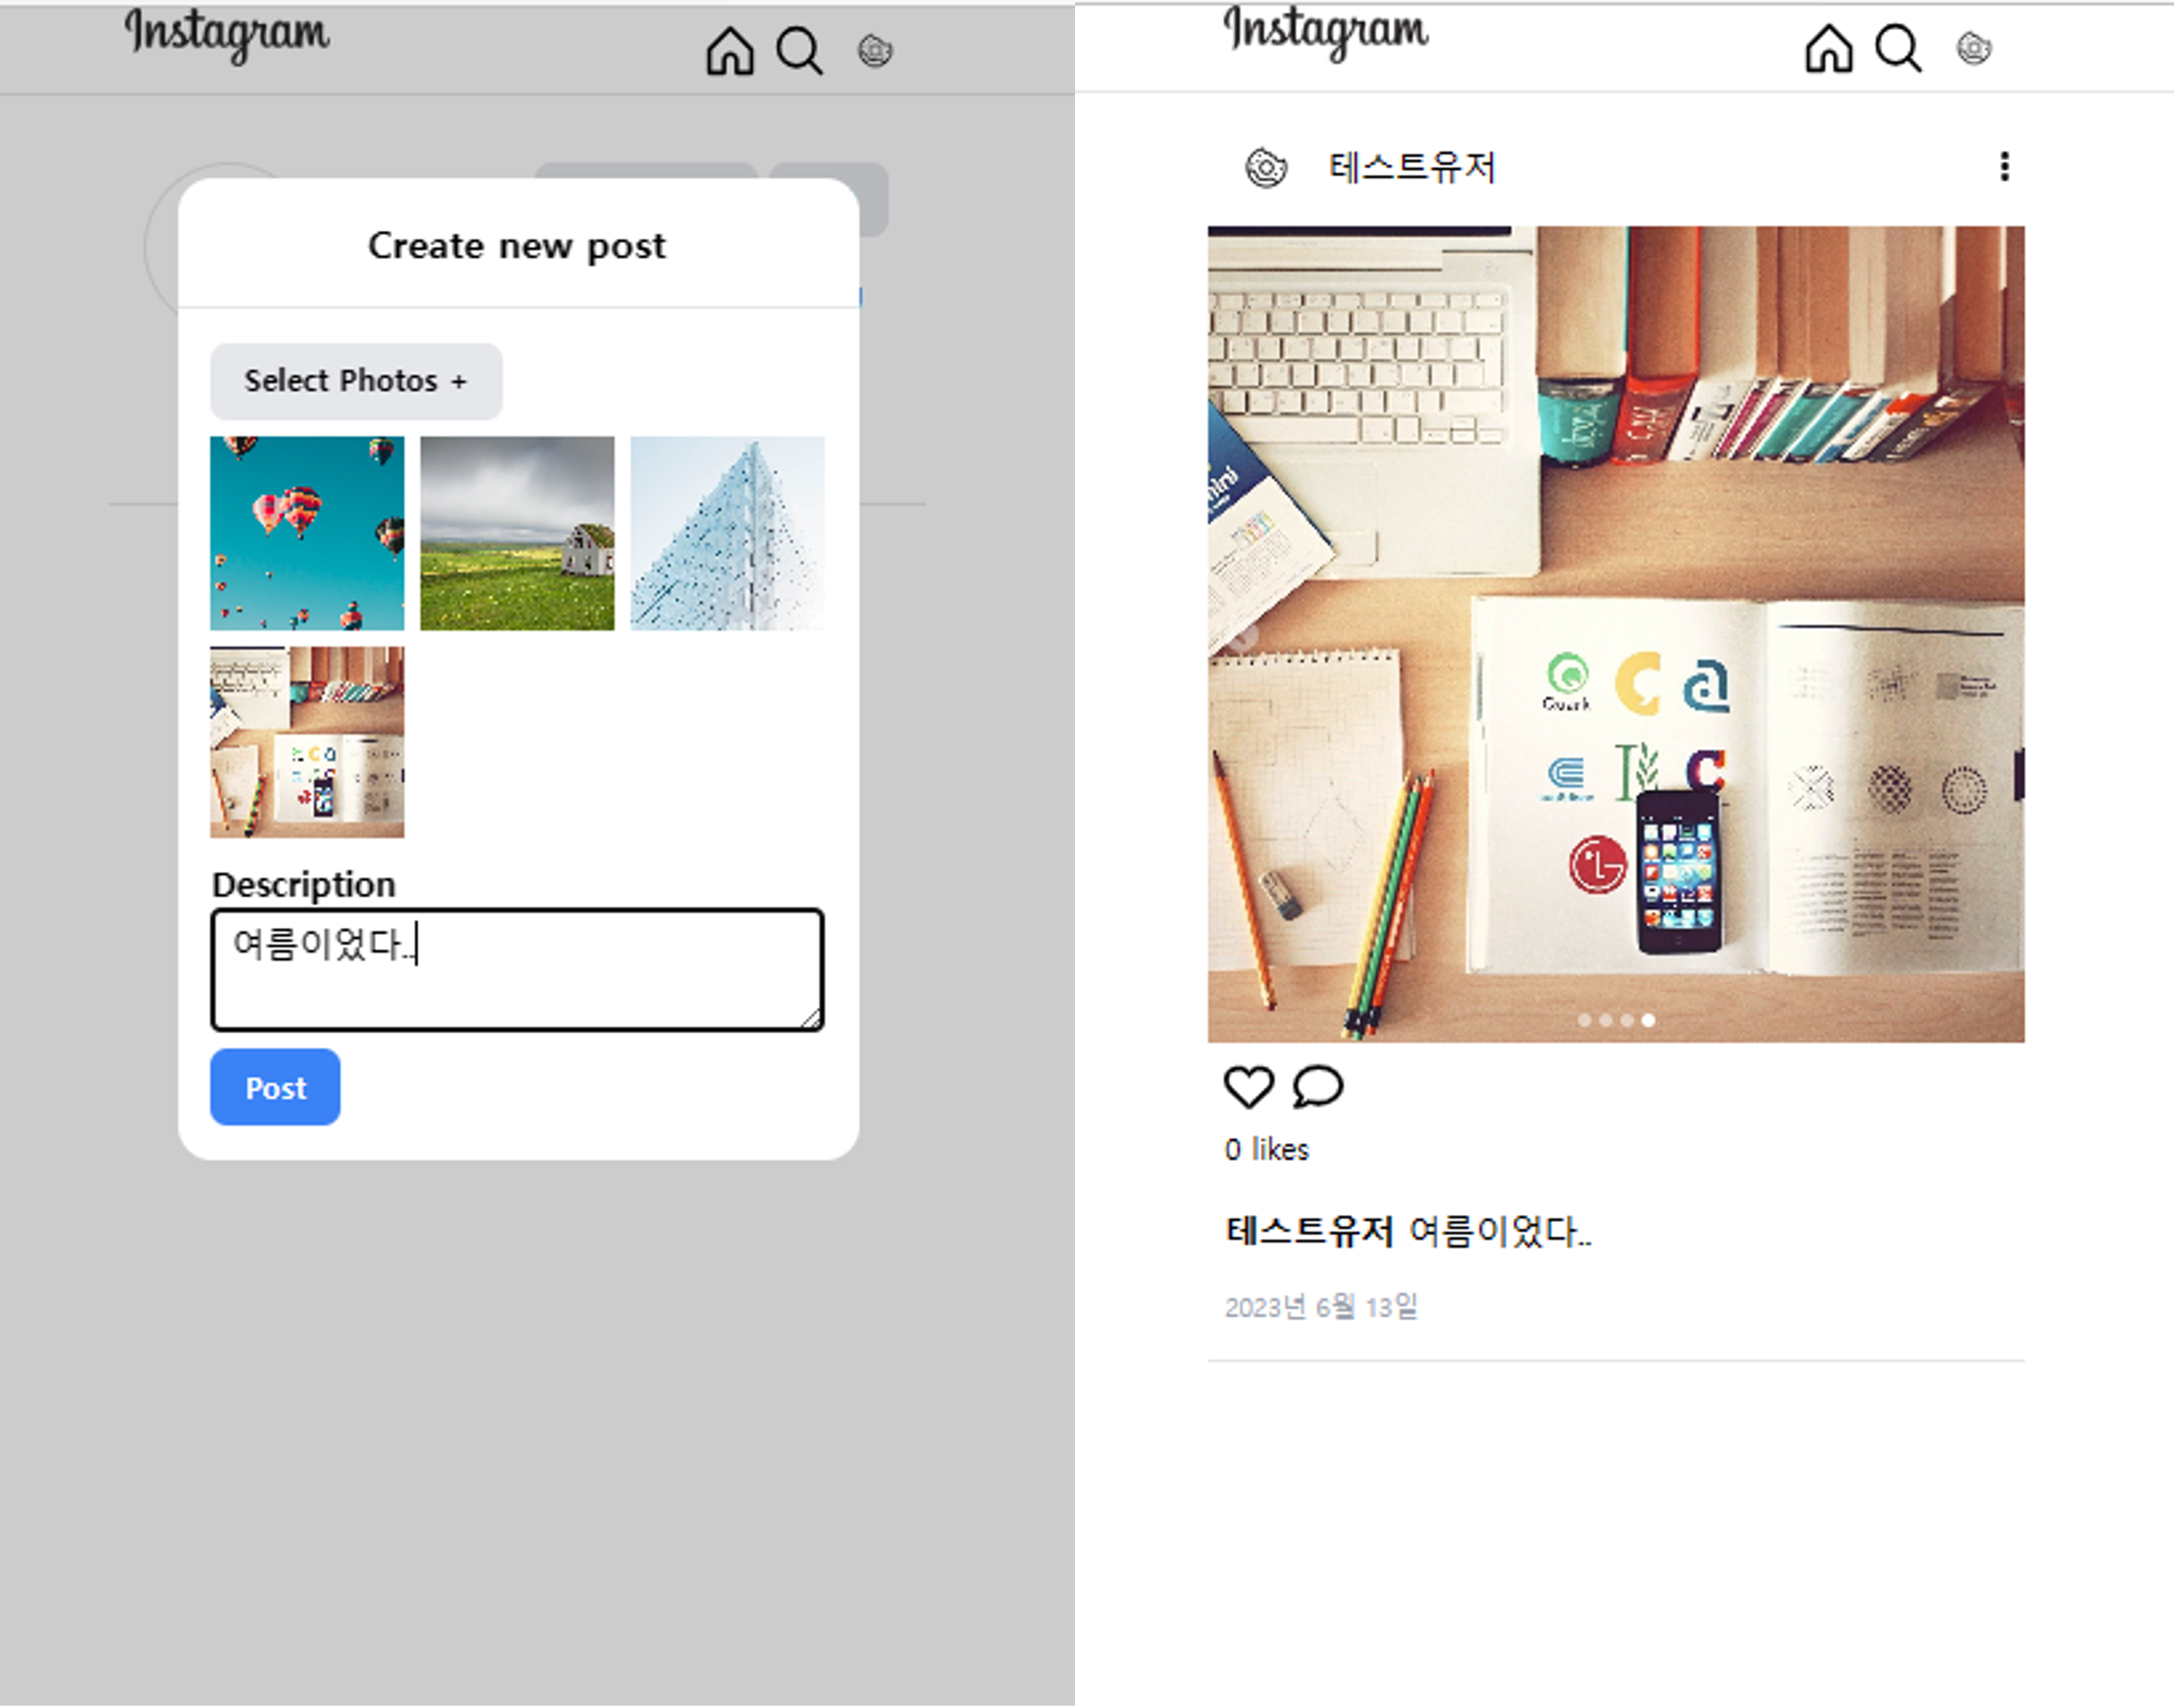 Instagram
Create new post
Select Photos +
Description
여름이었다..
Post
Instagram
테스트유저
Quark
0 likes
테스트유저 여름이었다..
2023년 6월 13일